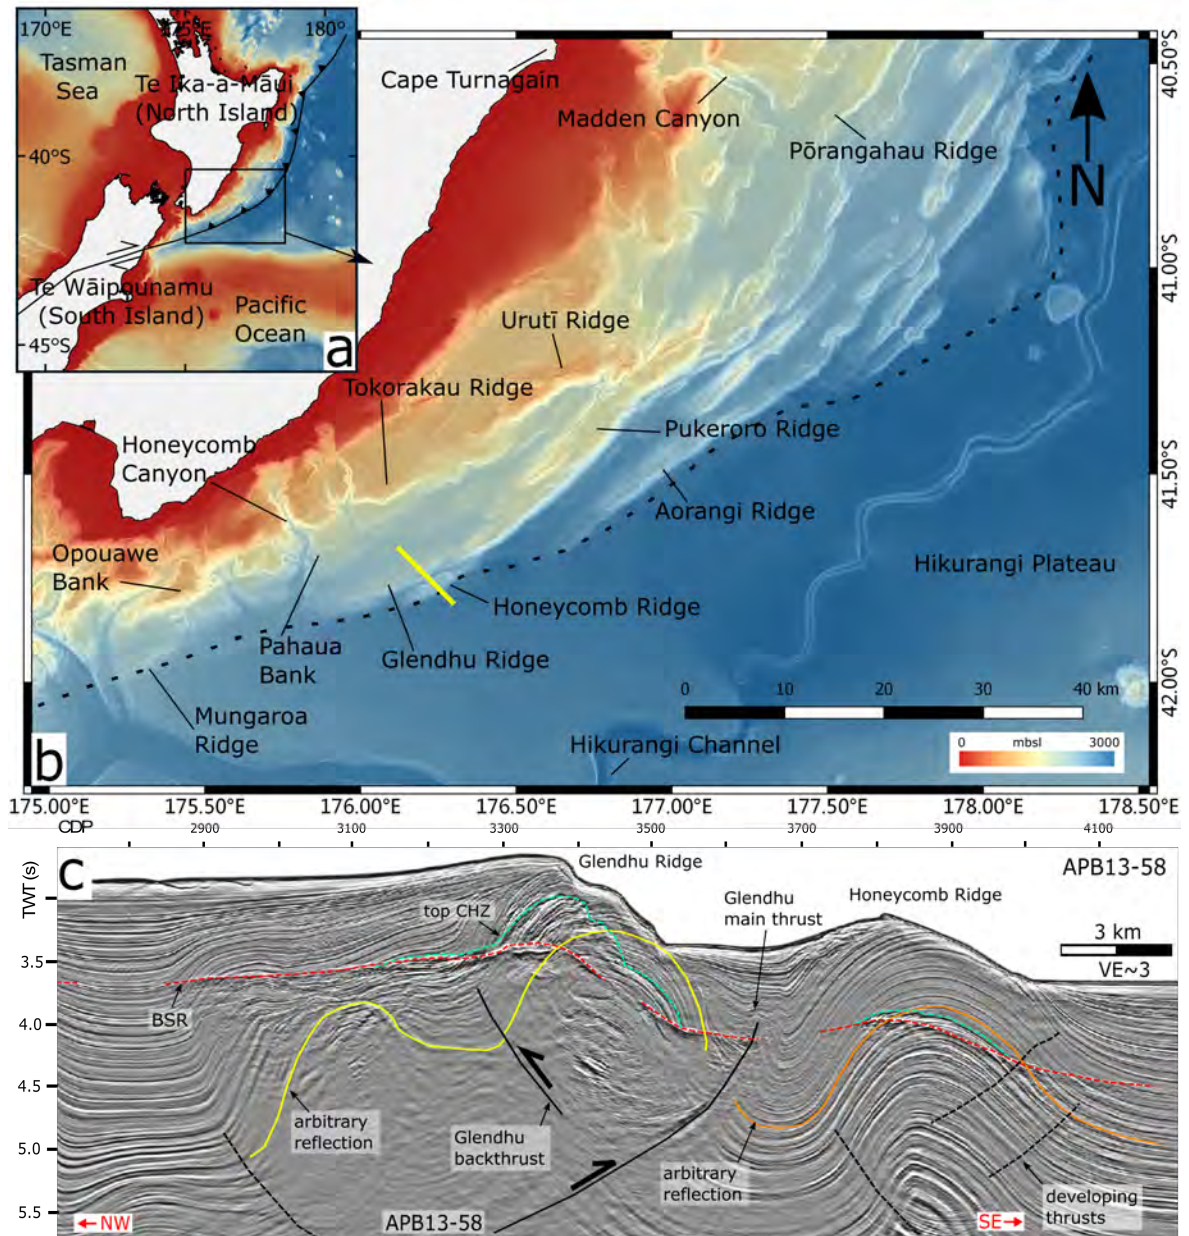 170°E
175°E
180°
Tasman
Sea
Te Ika-a-Māui
(North Island)
40°S
Te Wāipounamu
(South Island)
Pacific
Ocean
45°S
a
Cape Turnagain
Madden Canyon
Pōrangahau Ridge
N
40.50°S
41.00°S
41.50°S
42.00°S
Urutī Ridge
Tokorakau Ridge
Honeycomb
Canyon
Pukeroro Ridge
Aorangi Ridge
Opouawe
Bank
Hikurangi Plateau
Honeycomb Ridge
Pahaua
Bank
Glendhu Ridge
Mungaroa
Ridge
Hikurangi Channel
0 10 20 30 40 km
0 mbsl 3000
b
175.00°E 175.50°E 176.00°E 176.50°E 177.00°E 177.50°E 178.00°E 178.50°E
CDP 2900 3100 3300 3500 3700 3900 4100
c
TWT (s)
3.5
4.0
4.5
5.0
5.5
Glendhu Ridge
APB13-58
top CHZ
Glendhu
main thrust
Honeycomb Ridge
3 km
VE~3
BSR
arbitrary
reflection
Glendhu
backthrust
arbitrary
reflection
developing
thrusts
←NW
APB13-58
SE→